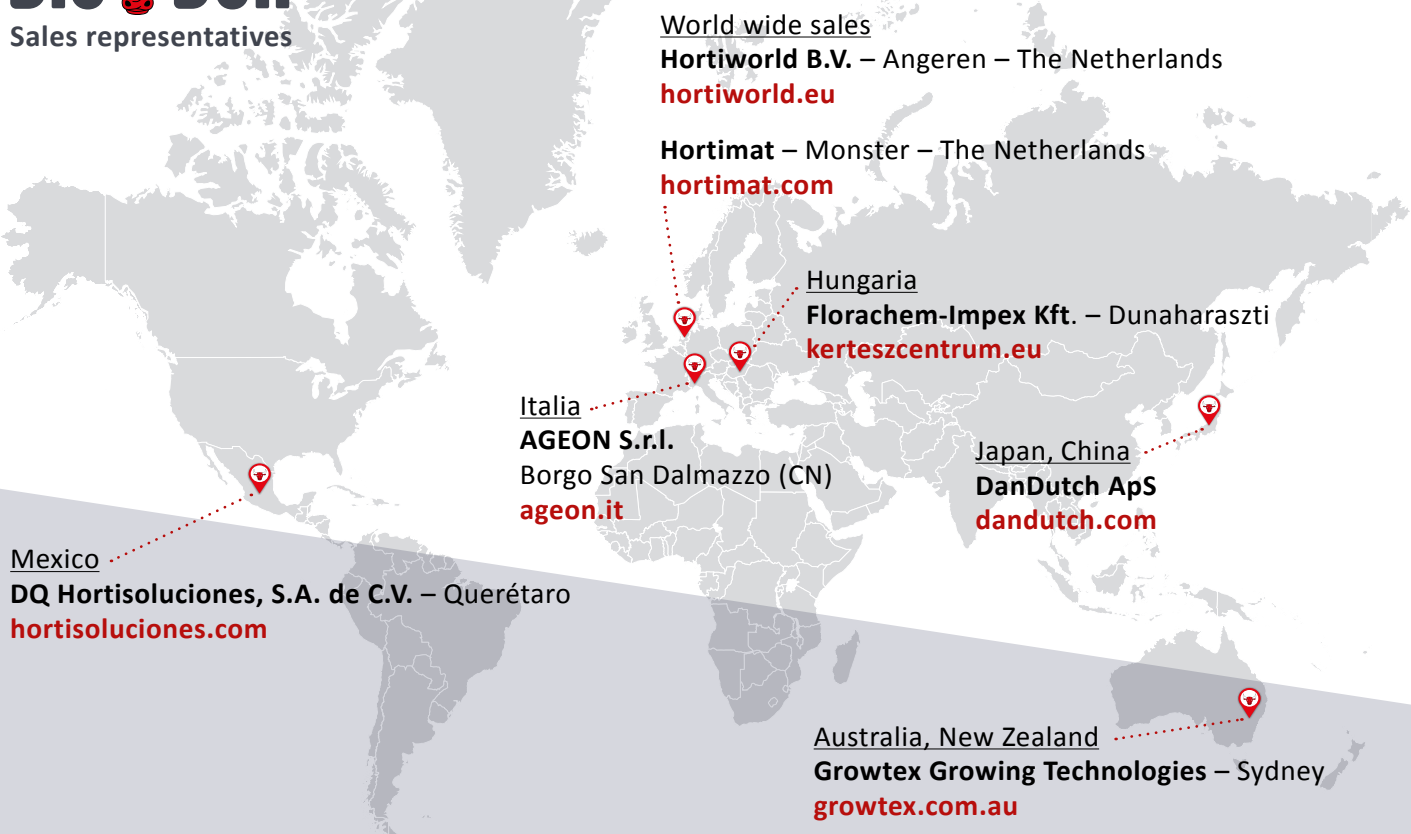 Sales representatives
World wide sales
Hortiworld B.V. – Angeren – The Netherlands
hortiworld.eu
Hortimat – Monster – The Netherlands
hortimat.com
Hungaria
Florachem-Impex Kft. – Dunaharaszti
kerteszcentrum.eu
Italia
AGEON S.r.l.
Borgo San Dalmazzo (CN)
ageon.it
Japan, China
DanDutch ApS
dandutch.com
Mexico
DQ Hortisoluciones, S.A. de C.V. – Querétaro
hortisoluciones.com
Australia, New Zealand
Growtex Growing Technologies – Sydney
growtex.com.au